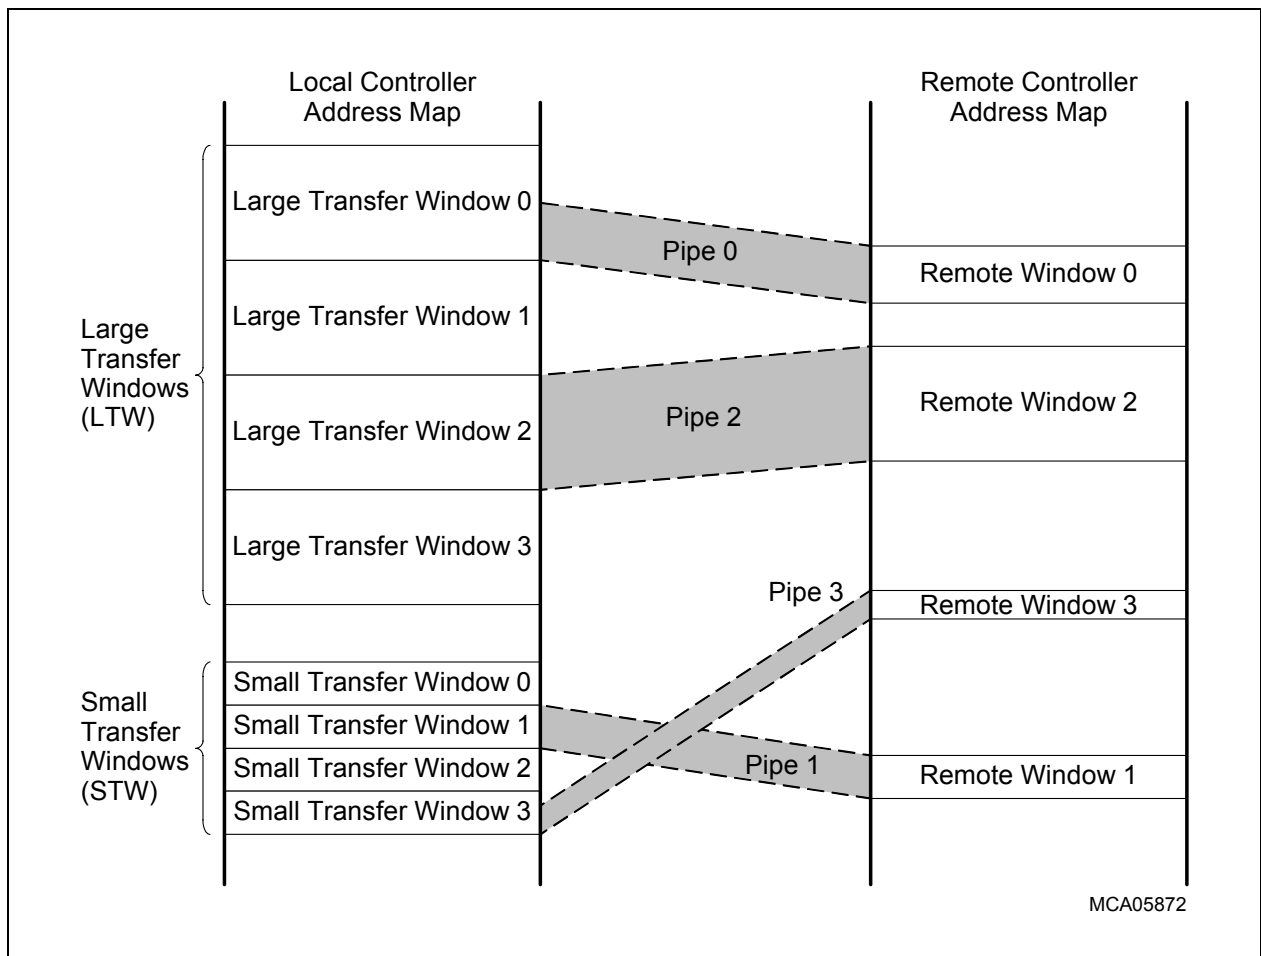 Local Controller
Address Map
Remote Controller
Address Map
Large Transfer Window 0
Pipe 0
Remote Window 0
Large Transfer Window 1
Large
Transfer
Windows
(LTW)
Large Transfer Window 2
Pipe 2
Remote Window 2
Large Transfer Window 3
Pipe 3
Remote Window 3
Small
Transfer
Windows
(STW)
Small Transfer Window 0
Small Transfer Window 1
Small Transfer Window 2
Small Transfer Window 3
Pipe 1
Remote Window 1
MCA05872